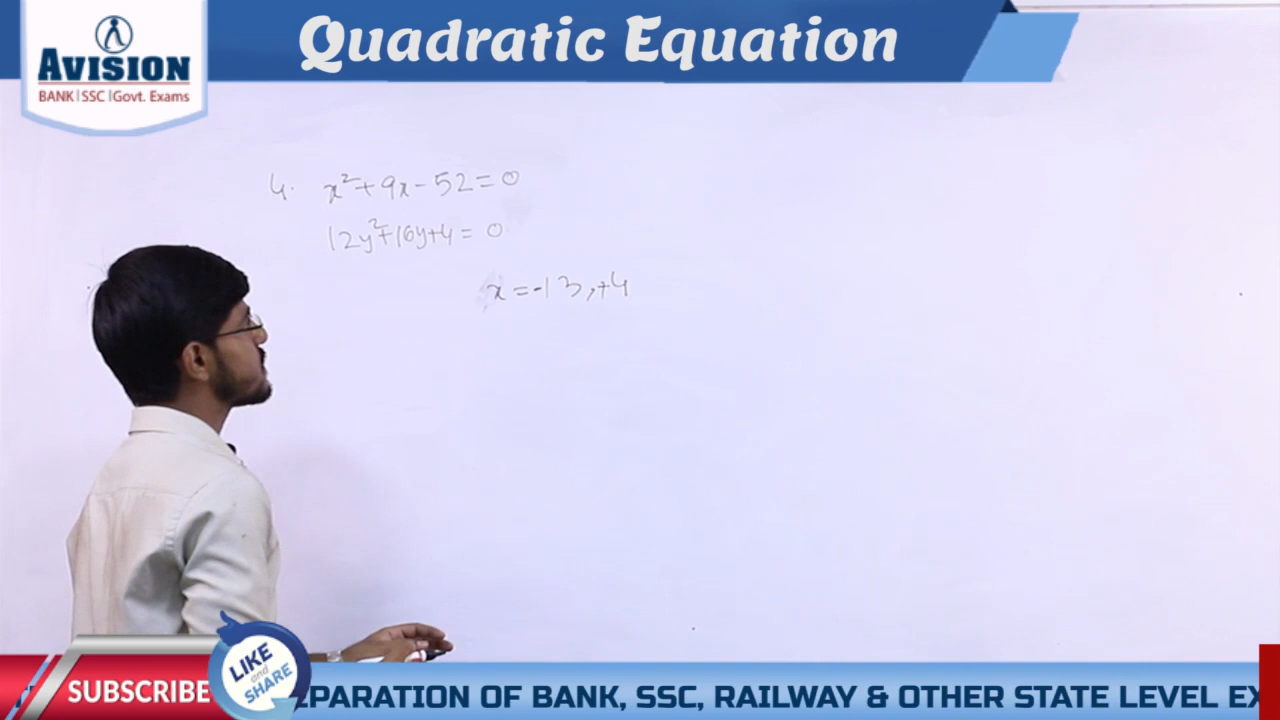 Quadratic Equation
AVISION
BANK | SSC | Govt. Exams
4. x²+9x-52=0
12y²+16y+4=0
x=-13,+4
SUBSCRIBE
LIKE
and
SHARE
EPARATION OF BANK, SSC, RAILWAY & OTHER STATE LEVEL EX